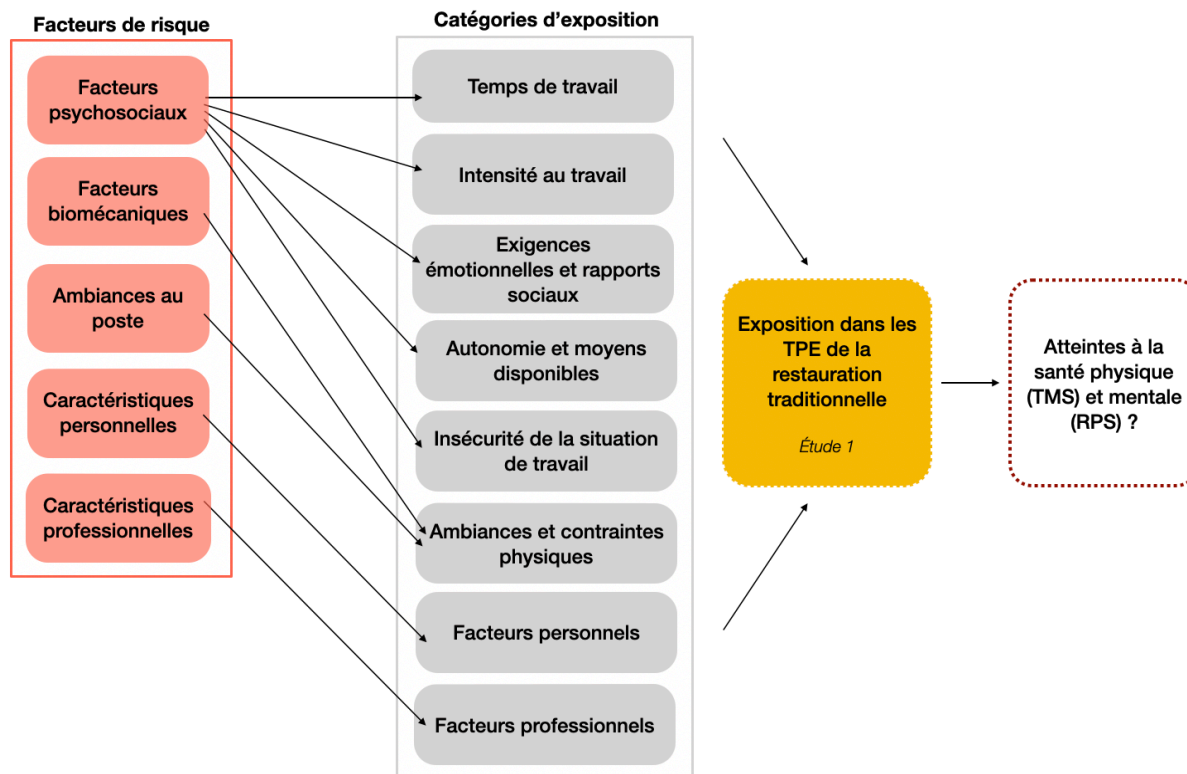 Facteurs de risque
Facteurs
psychosociaux
Facteurs
biomécaniques
Ambiances au
poste
Caractéristiques
personnelles
Caractéristiques
professionnelles
Catégories d’exposition
Temps de travail
Intensité au travail
Exigences
émotionnelles et rapports
sociaux
Autonomie et moyens
disponibles
Insécurité de la situation
de travail
Ambiances et contraintes
physiques
Facteurs personnels
Facteurs professionnels
Exposition dans les
TPE de la
restauration
traditionnelle
Étude 1
Atteintes à la
santé physique
(TMS) et mentale
(RPS) ?